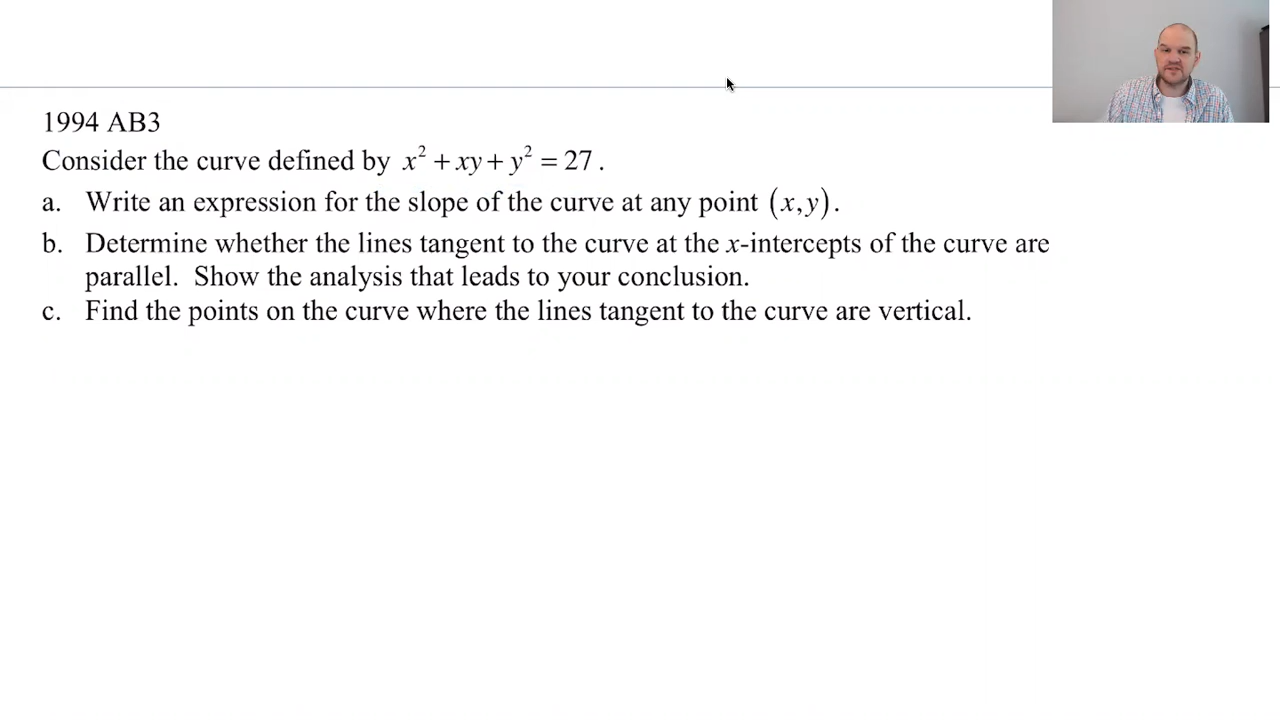 1994 AB3
Consider the curve defined by x² + xy + y² = 27.
a. Write an expression for the slope of the curve at any point (x, y).
b. Determine whether the lines tangent to the curve at the x-intercepts of the curve are
parallel. Show the analysis that leads to your conclusion.
c. Find the points on the curve where the lines tangent to the curve are vertical.